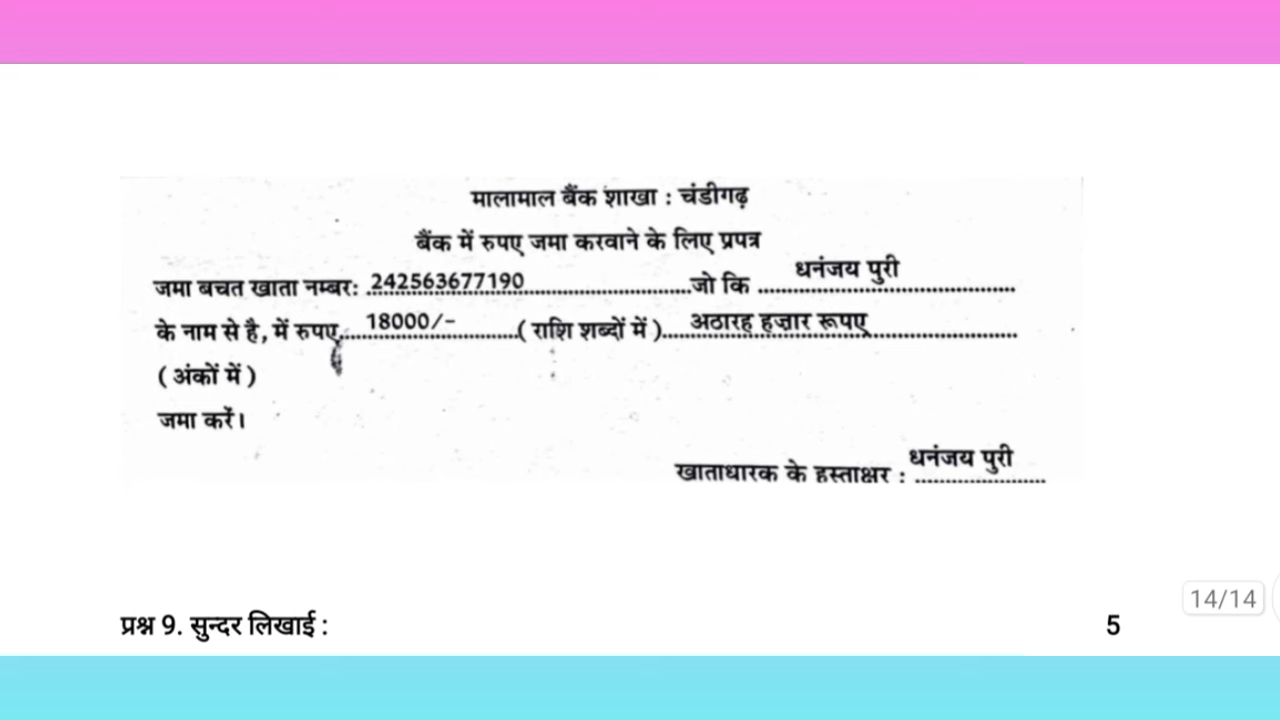 मालामाल बैंक शाखा : चंडीगढ़
बैंक में रुपए जमा करवाने के लिए प्रपत्र
जमा बचत खाता नम्बर: 242563677190 जो कि धनंजय पुरी
के नाम से है, में रुपए 18000/- ( राशि शब्दों में ) अठारह हज़ार रूपए
( अंकों में )
जमा करें।
खाताधारक के हस्ताक्षर : धनंजय पुरी
14/14
प्रश्न 9. सुन्दर लिखाई : 5